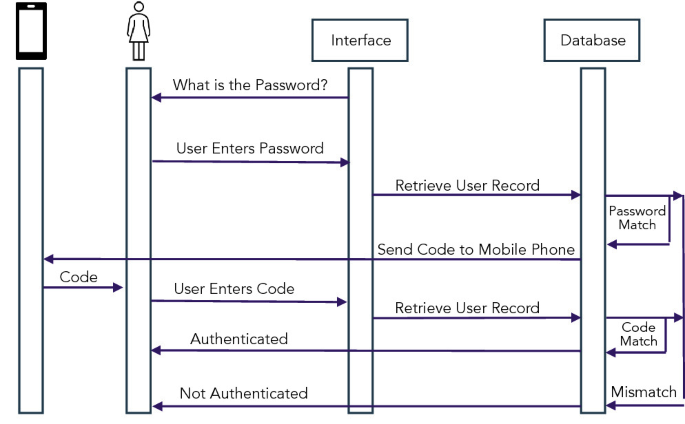 Interface
Database
What is the Password?
User Enters Password
Retrieve User Record
Password
Match
Send Code to Mobile Phone
Code
User Enters Code
Retrieve User Record
Code
Match
Authenticated
Not Authenticated
Mismatch